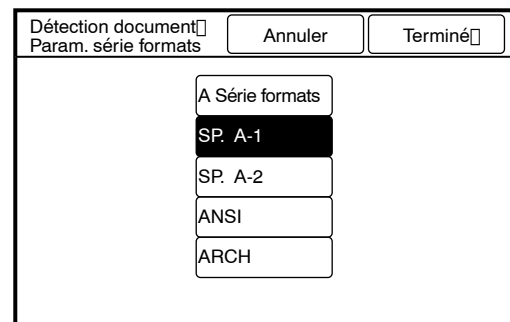 Détection document
Param. série formats
Annuler
Terminé
A Série formats
SP. A-1
SP. A-2
ANSI
ARCH